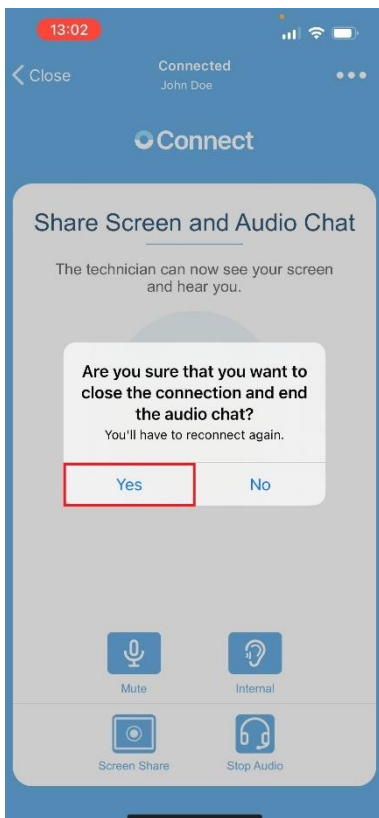 13:02
Close
Connected
John Doe
Connect
Share Screen and Audio Chat
The technician can now see your screen
and hear you.
Are you sure that you want to
close the connection and end
the audio chat?
You'll have to reconnect again.
Yes No
Mute Internal
Screen Share Stop Audio